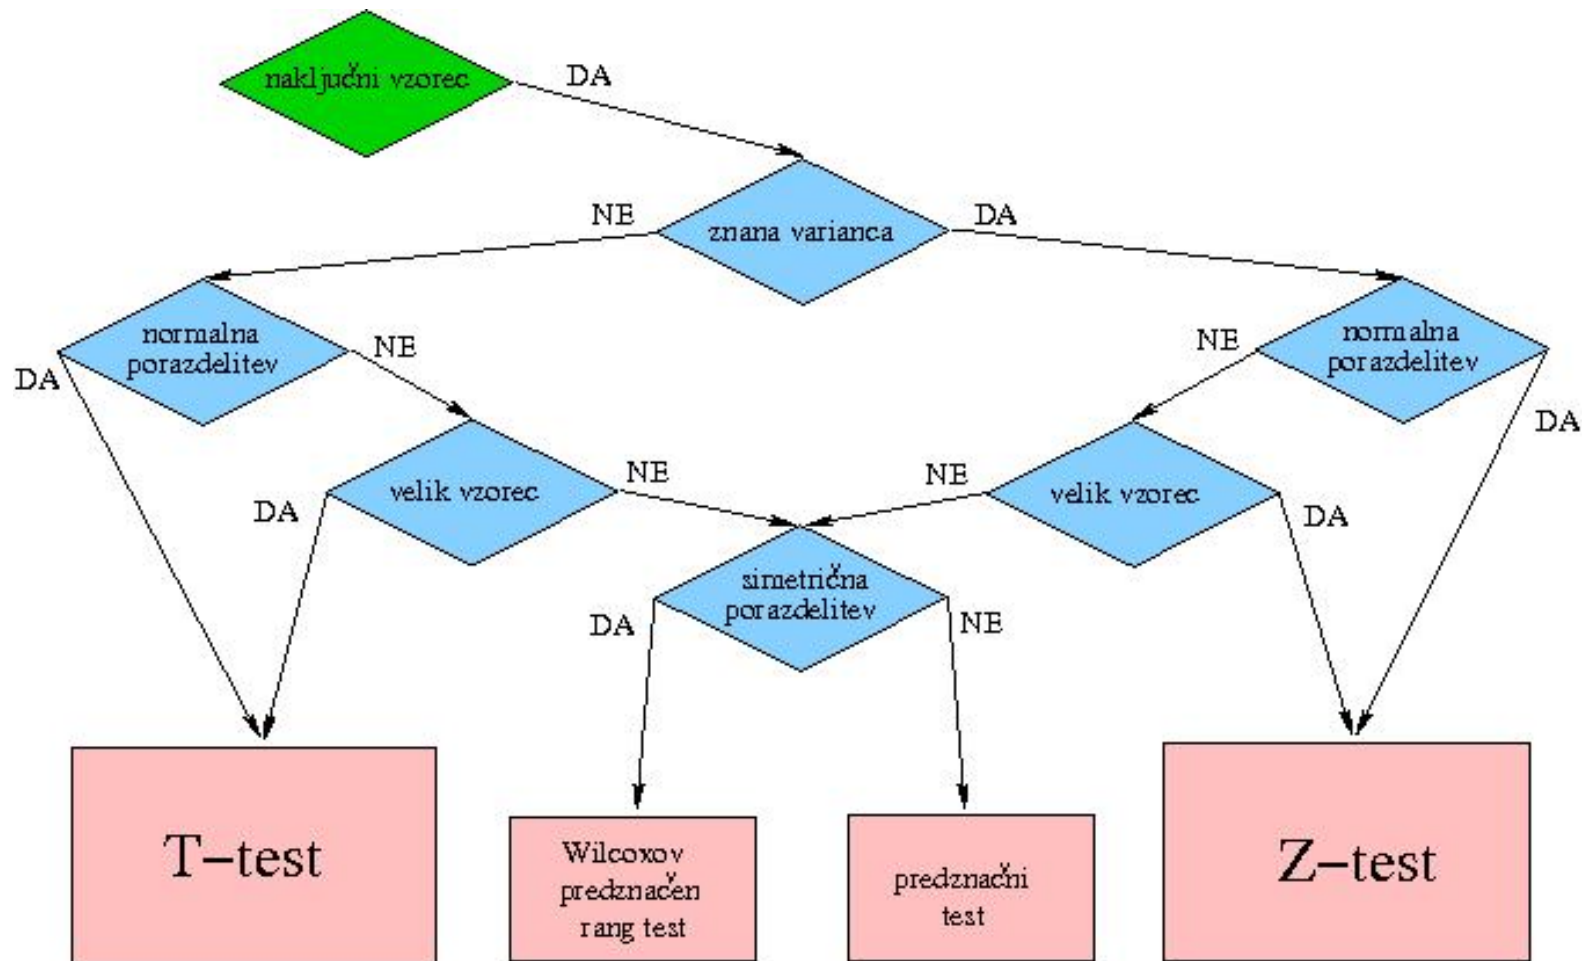 naključni vzorec
DA
NE
znana varianca
DA
normalna
porazdelitev
NE
DA
NE
normalna
porazdelitev
DA
velik vzorec
NE
DA
NE
velik vzorec
DA
simetrična
porazdelitev
DA
NE
T-test
Wilcoxov
predznačen
rang test
predznačni
test
Z-test